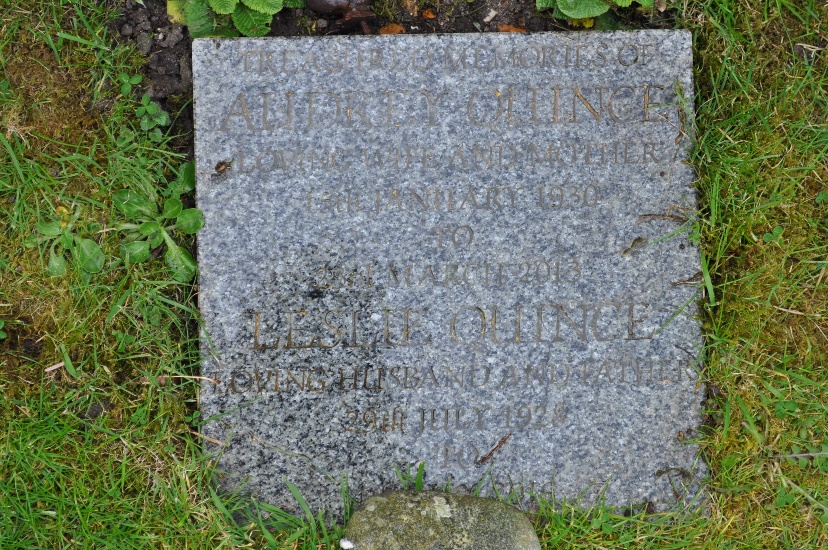 TREASURED MEMORIES OF
AUDREY QUINCE
LOVING WIFE AND MOTHER
JANUARY 1930
TO
MARCH 2013
LESLIE QUINCE
LOVING HUSBAND AND FATHER
29th JULY 1928
TO